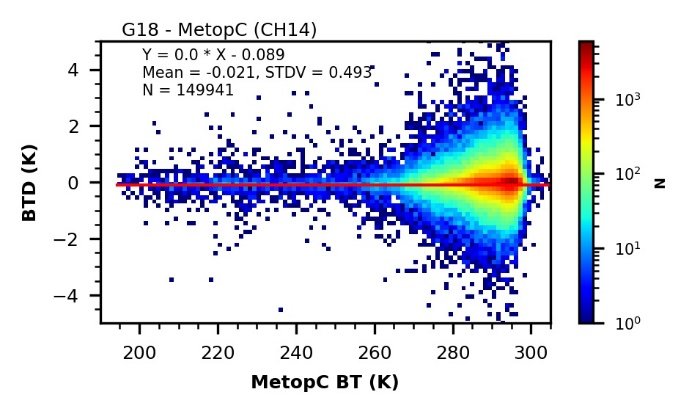 G18 - MetopC (CH14)
Y = 0.0 * X - 0.089
Mean = -0.021, STDV = 0.493
N = 149941
4
2
0
−2
−4
BTD (K)
200 220 240 260 280 300
MetopC BT (K)
10³
10²
10¹
10⁰
N